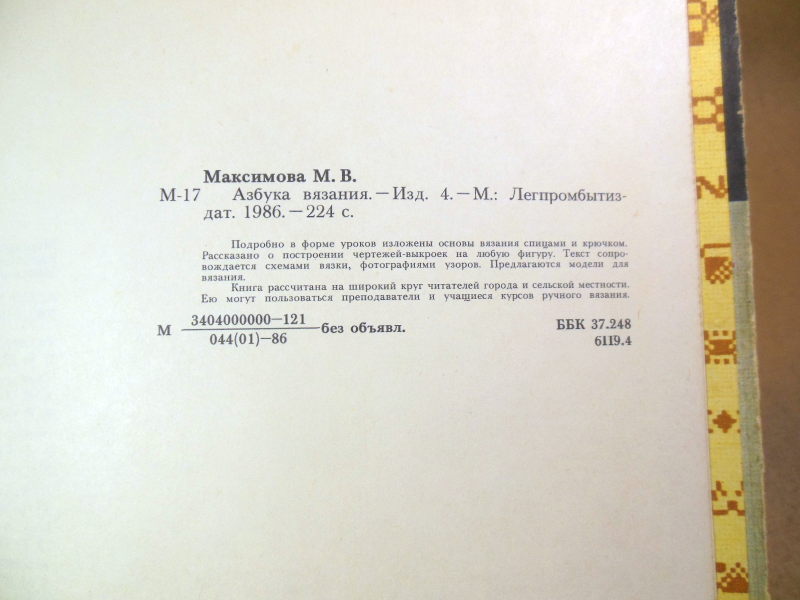 Максимова М. В.
М-17 Азбука вязания.—Изд. 4.—М.: Легпромбытиз-
дат. 1986.—224 с.
Подробно в форме уроков изложены основы вязания спицами и крючком.
Рассказано о построении чертежей-выкроек на любую фигуру. Текст сопро-
вождается схемами вязки, фотографиями узоров. Предлагаются модели для
вязания.
Книга рассчитана на широкий круг читателей города и сельской местности.
Ею могут пользоваться преподаватели и учащиеся курсов ручного вязания.
М 3404000000—121 без объявл.
044(01)—86
ББК 37.248
6119.4